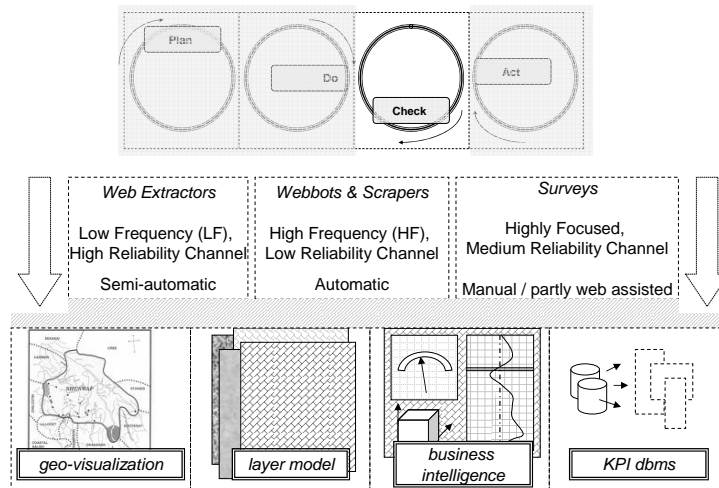 Plan
Do
Check
Act
Web Extractors
Low Frequency (LF),
High Reliability Channel
Semi-automatic
Webbots & Scrapers
High Frequency (HF),
Low Reliability Channel
Automatic
Surveys
Highly Focused,
Medium Reliability Channel
Manual / partly web assisted
SHUSWAP
geo-visualization
layer model
business
intelligence
KPI dbms